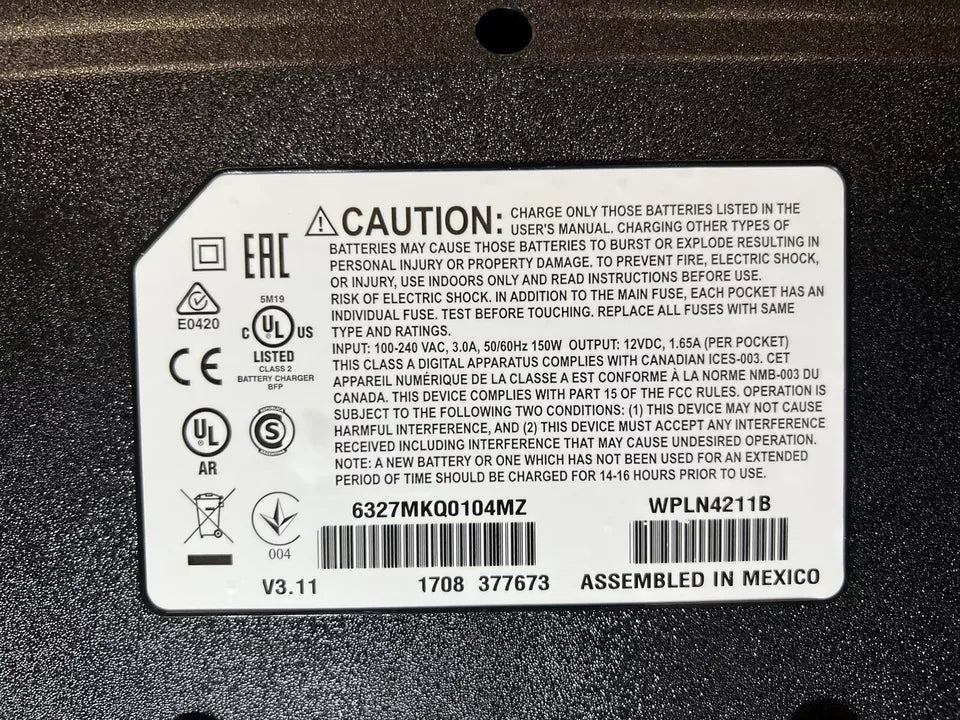 ⚠CAUTION: CHARGE ONLY THOSE BATTERIES LISTED IN THE
USER'S MANUAL. CHARGING OTHER TYPES OF
BATTERIES MAY CAUSE THOSE BATTERIES TO BURST OR EXPLODE RESULTING IN
PERSONAL INJURY OR PROPERTY DAMAGE. TO PREVENT FIRE, ELECTRIC SHOCK,
OR INJURY, USE INDOORS ONLY AND READ INSTRUCTIONS BEFORE USE.
RISK OF ELECTRIC SHOCK. IN ADDITION TO THE MAIN FUSE, EACH POCKET HAS AN
INDIVIDUAL FUSE. TEST BEFORE TOUCHING. REPLACE ALL FUSES WITH SAME
TYPE AND RATINGS.
INPUT: 100-240 VAC, 3.0A, 50/60Hz 150W OUTPUT: 12VDC, 1.65A (PER POCKET)
THIS CLASS A DIGITAL APPARATUS COMPLIES WITH CANADIAN ICES-003. CET
APPAREIL NUMÉRIQUE DE LA CLASSE A EST CONFORME À LA NORME NMB-003 DU
CANADA. THIS DEVICE COMPLIES WITH PART 15 OF THE FCC RULES. OPERATION IS
SUBJECT TO THE FOLLOWING TWO CONDITIONS: (1) THIS DEVICE MAY NOT CAUSE
HARMFUL INTERFERENCE, AND (2) THIS DEVICE MUST ACCEPT ANY INTERFERENCE
RECEIVED INCLUDING INTERFERENCE THAT MAY CAUSE UNDESIRED OPERATION.
NOTE: A NEW BATTERY OR ONE WHICH HAS NOT BEEN USED FOR AN EXTENDED
PERIOD OF TIME SHOULD BE CHARGED FOR 14-16 HOURS PRIOR TO USE.
EAC
E0420
5M19
C UL US
LISTED
CLASS 2
BATTERY CHARGER
BFP
CE
UL
AR
S
004
6327MKQ0104MZ
WPLN4211B
V3.11
1708 377673
ASSEMBLED IN MEXICO